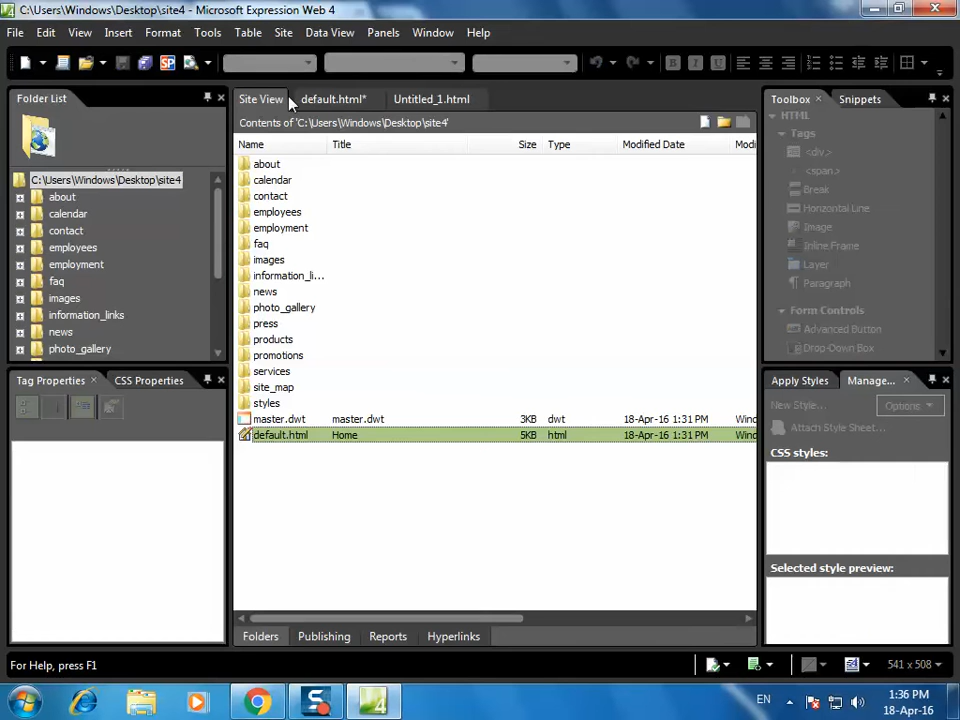 C:\Users\Windows\Desktop\site4 - Microsoft Expression Web 4
File Edit View Insert Format Tools Table Site Data View Panels Window Help
Folder List
C:\Users\Windows\Desktop\site4
about
calendar
contact
employees
employment
faq
images
information_links
news
photo_gallery
Tag Properties CSS Properties
Site View default.html* Untitled_1.html
Contents of 'C:\Users\Windows\Desktop\site4'
Name Title Size Type Modified Date Modi
about
calendar
contact
employees
employment
faq
images
information_li...
news
photo_gallery
press
products
promotions
services
site_map
styles
master.dwt master.dwt 3KB dwt 18-Apr-16 1:31 PM Wind
default.html Home 5KB html 18-Apr-16 1:31 PM Wind
Folders Publishing Reports Hyperlinks
Toolbox Snippets
HTML
Tags
<div>
<span>
Break
Horizontal Line
Image
Inline Frame
Layer
Paragraph
Form Controls
Advanced Button
Drop-Down Box
Apply Styles Manage...
New Style... Options
Attach Style Sheet...
CSS styles:
Selected style preview:
For Help, press F1
541 x 508
EN
1:36 PM
18-Apr-16